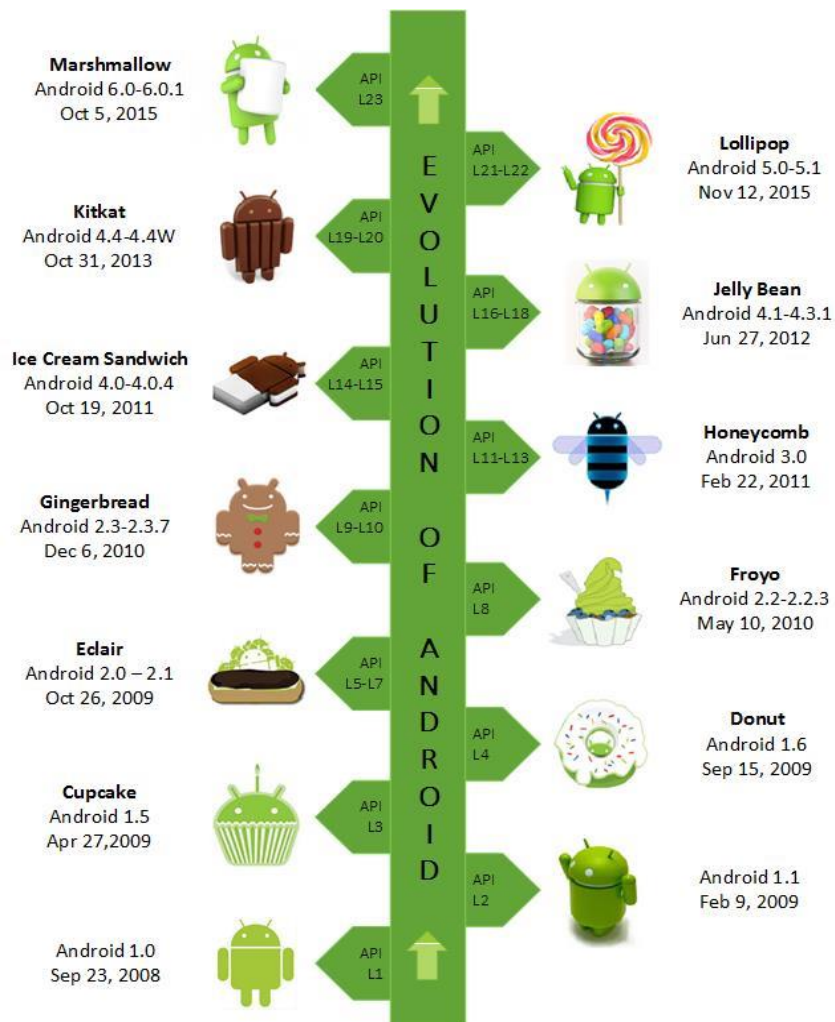 Marshmallow
Android 6.0-6.0.1
Oct 5, 2015
API
L23
API
L21-L22
Lollipop
Android 5.0-5.1
Nov 12, 2015
Kitkat
Android 4.4-4.4W
Oct 31, 2013
API
L19-L20
API
L16-L18
Jelly Bean
Android 4.1-4.3.1
Jun 27, 2012
Ice Cream Sandwich
Android 4.0-4.0.4
Oct 19, 2011
API
L14-L15
API
L11-L13
Honeycomb
Android 3.0
Feb 22, 2011
Gingerbread
Android 2.3-2.3.7
Dec 6, 2010
API
L9-L10
API
L8
Froyo
Android 2.2-2.2.3
May 10, 2010
Eclair
Android 2.0 – 2.1
Oct 26, 2009
API
L5-L7
API
L4
Donut
Android 1.6
Sep 15, 2009
Cupcake
Android 1.5
Apr 27,2009
API
L3
API
L2
Android 1.1
Feb 9, 2009
Android 1.0
Sep 23, 2008
API
L1
EVOLUTION OF ANDROID